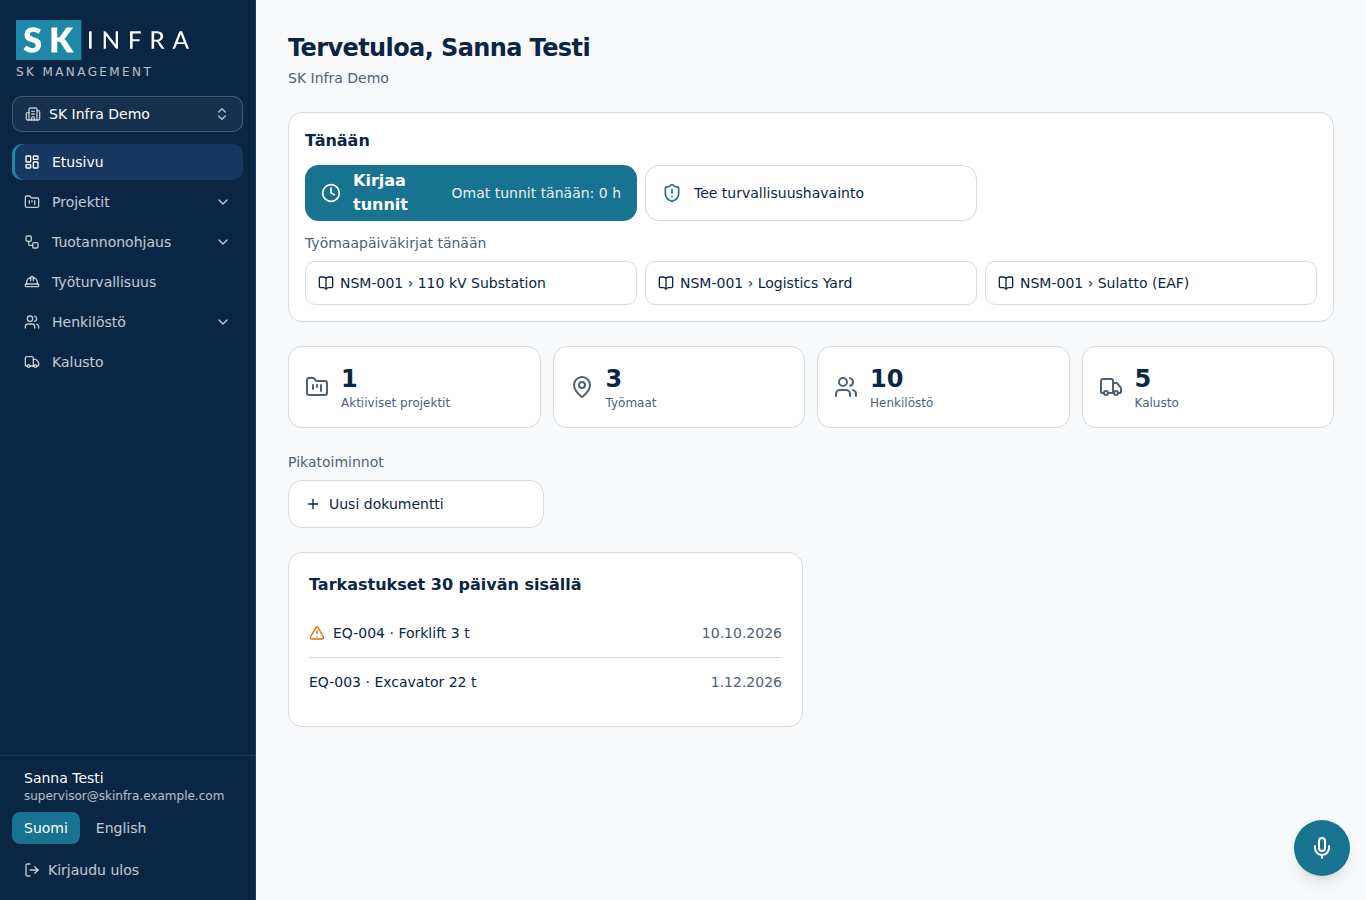 SK INFRA
SK MANAGEMENT
SK Infra Demo
Etusivu
Projektit
Tuotannonohjaus
Työturvallisuus
Henkilöstö
Kalusto
Sanna Testi
supervisor@skinfra.example.com
Suomi English
Kirjaudu ulos
Tervetuloa, Sanna Testi
SK Infra Demo
Tänään
Kirjaa
tunnit
Omat tunnit tänään: 0 h
Tee turvallisuushavainto
Työmaapäiväkirjat tänään
NSM-001 › 110 kV Substation
NSM-001 › Logistics Yard
NSM-001 › Sulatto (EAF)
1
Aktiiviset projektit
3
Työmaat
10
Henkilöstö
5
Kalusto
Pikatoiminnot
Uusi dokumentti
Tarkastukset 30 päivän sisällä
EQ-004 · Forklift 3 t 10.10.2026
EQ-003 · Excavator 22 t 1.12.2026